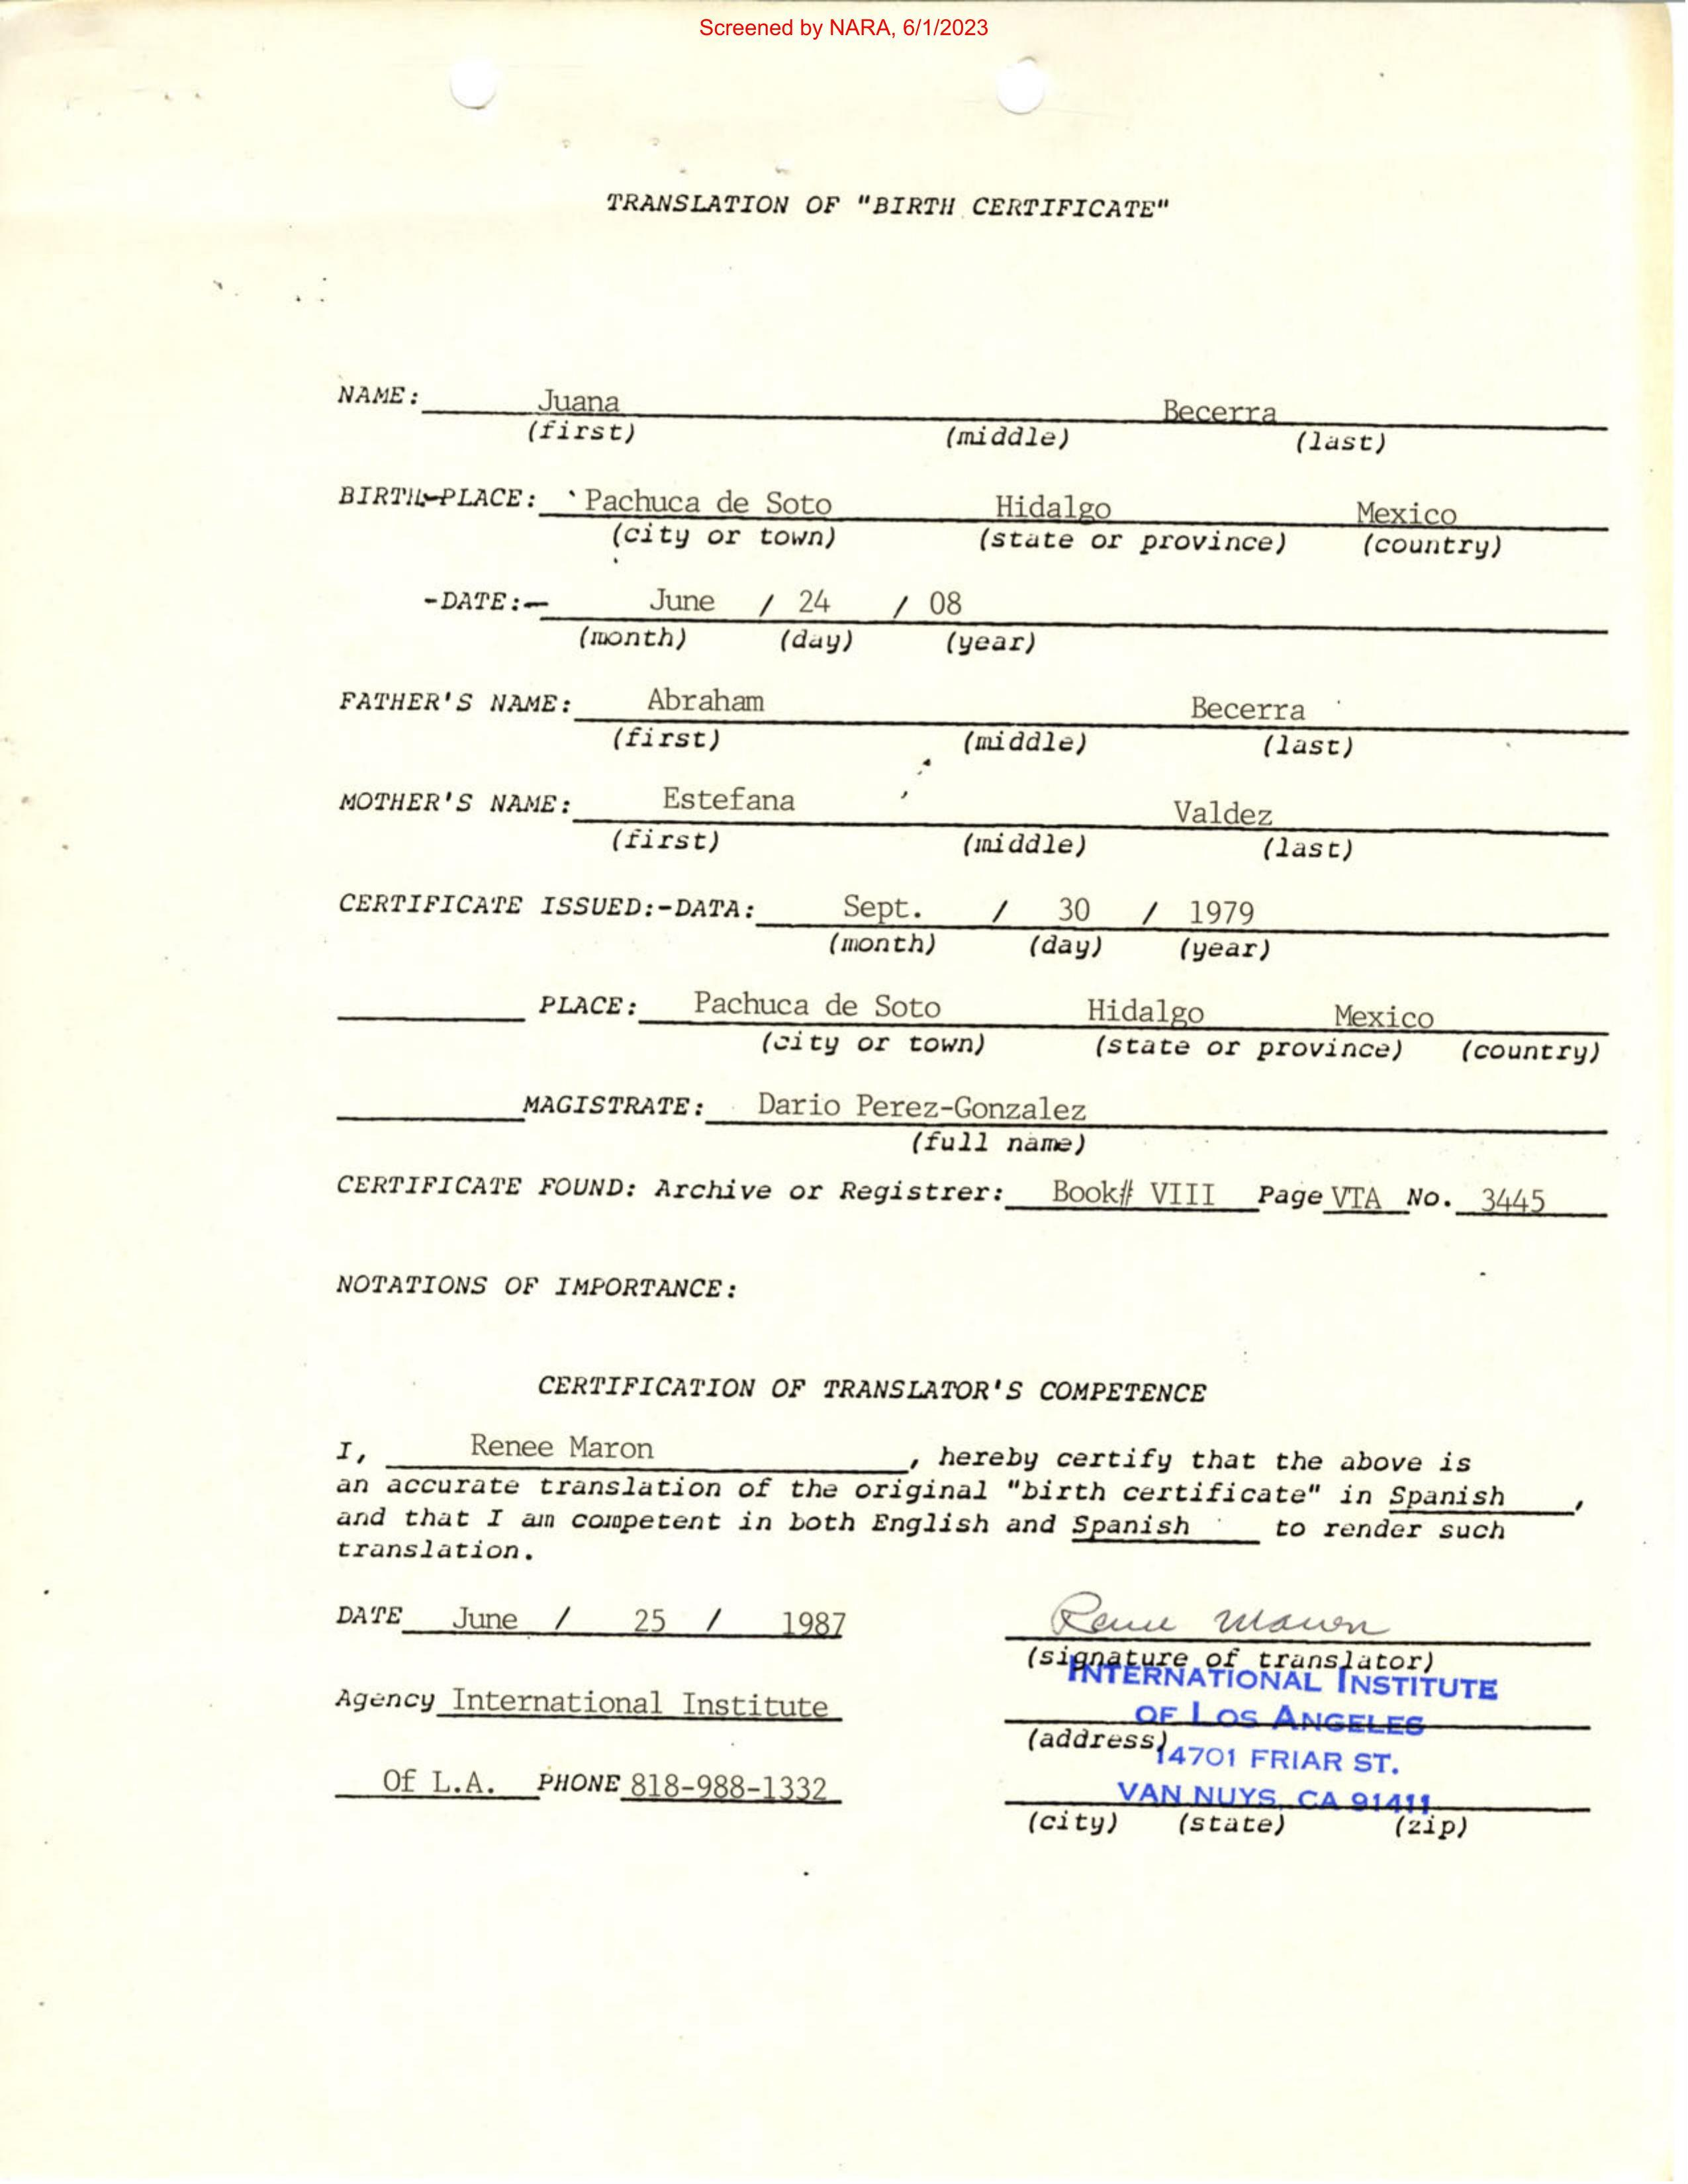 Screened by NARA, 6/1/2023
TRANSLATION OF "BIRTH CERTIFICATE"
NAME: Juana Becerra
(first) (middle) (last)
BIRTH-PLACE: Pachuca de Soto Hidalgo Mexico
(city or town) (state or province) (country)
-DATE:- June / 24 / 08
(month) (day) (year)
FATHER'S NAME: Abraham Becerra
(first) (middle) (last)
MOTHER'S NAME: Estefana Valdez
(first) (middle) (last)
CERTIFICATE ISSUED:-DATA: Sept. / 30 / 1979
(month) (day) (year)
PLACE: Pachuca de Soto Hidalgo Mexico
(city or town) (state or province) (country)
MAGISTRATE: Dario Perez-Gonzalez
(full name)
CERTIFICATE FOUND: Archive or Registrer: Book# VIII Page VTA No. 3445
NOTATIONS OF IMPORTANCE:
CERTIFICATION OF TRANSLATOR'S COMPETENCE
I, Renee Maron, hereby certify that the above is
an accurate translation of the original "birth certificate" in Spanish,
and that I am competent in both English and Spanish to render such
translation.
DATE June / 25 / 1987
Renee Maron
(signature of translator)
INTERNATIONAL INSTITUTE
Agency International Institute
OF LOS ANGELES
(address)
14701 FRIAR ST.
Of L.A. PHONE 818-988-1332
VAN NUYS, CA 91411
(city) (state) (zip)